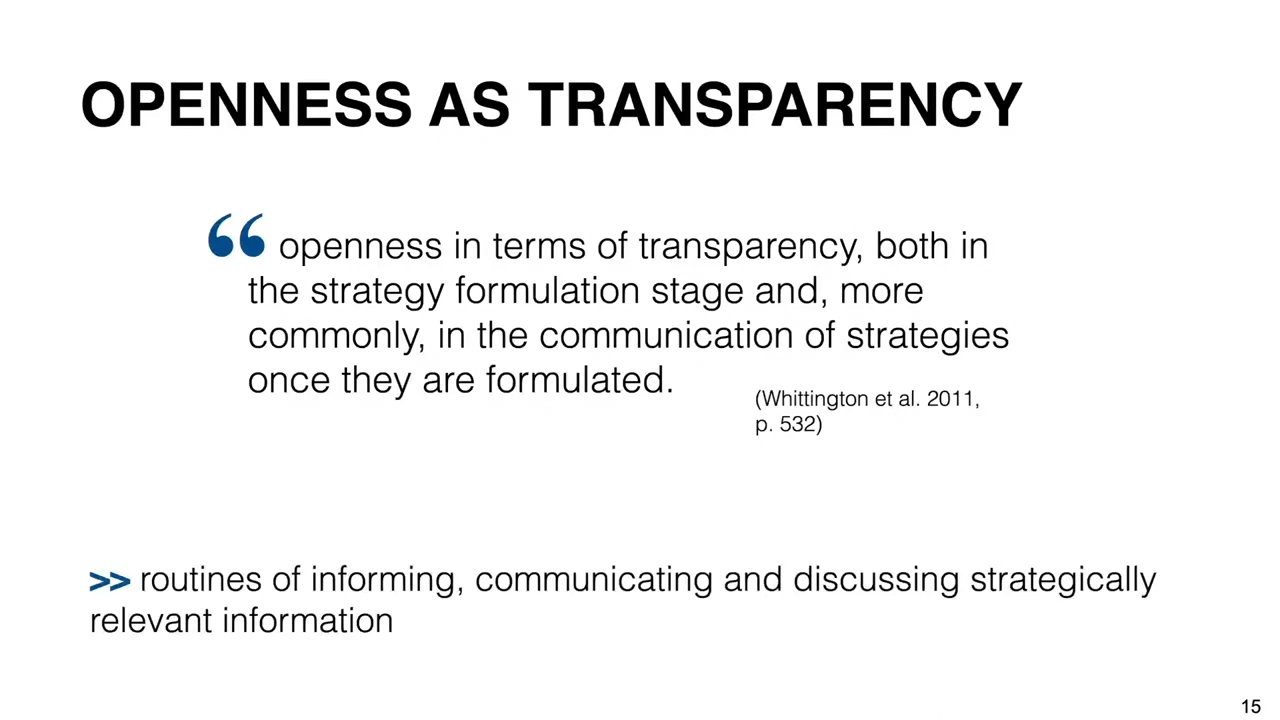 OPENNESS AS TRANSPARENCY
“ openness in terms of transparency, both in
the strategy formulation stage and, more
commonly, in the communication of strategies
once they are formulated.
(Whittington et al. 2011,
p. 532)
>> routines of informing, communicating and discussing strategically
relevant information
15